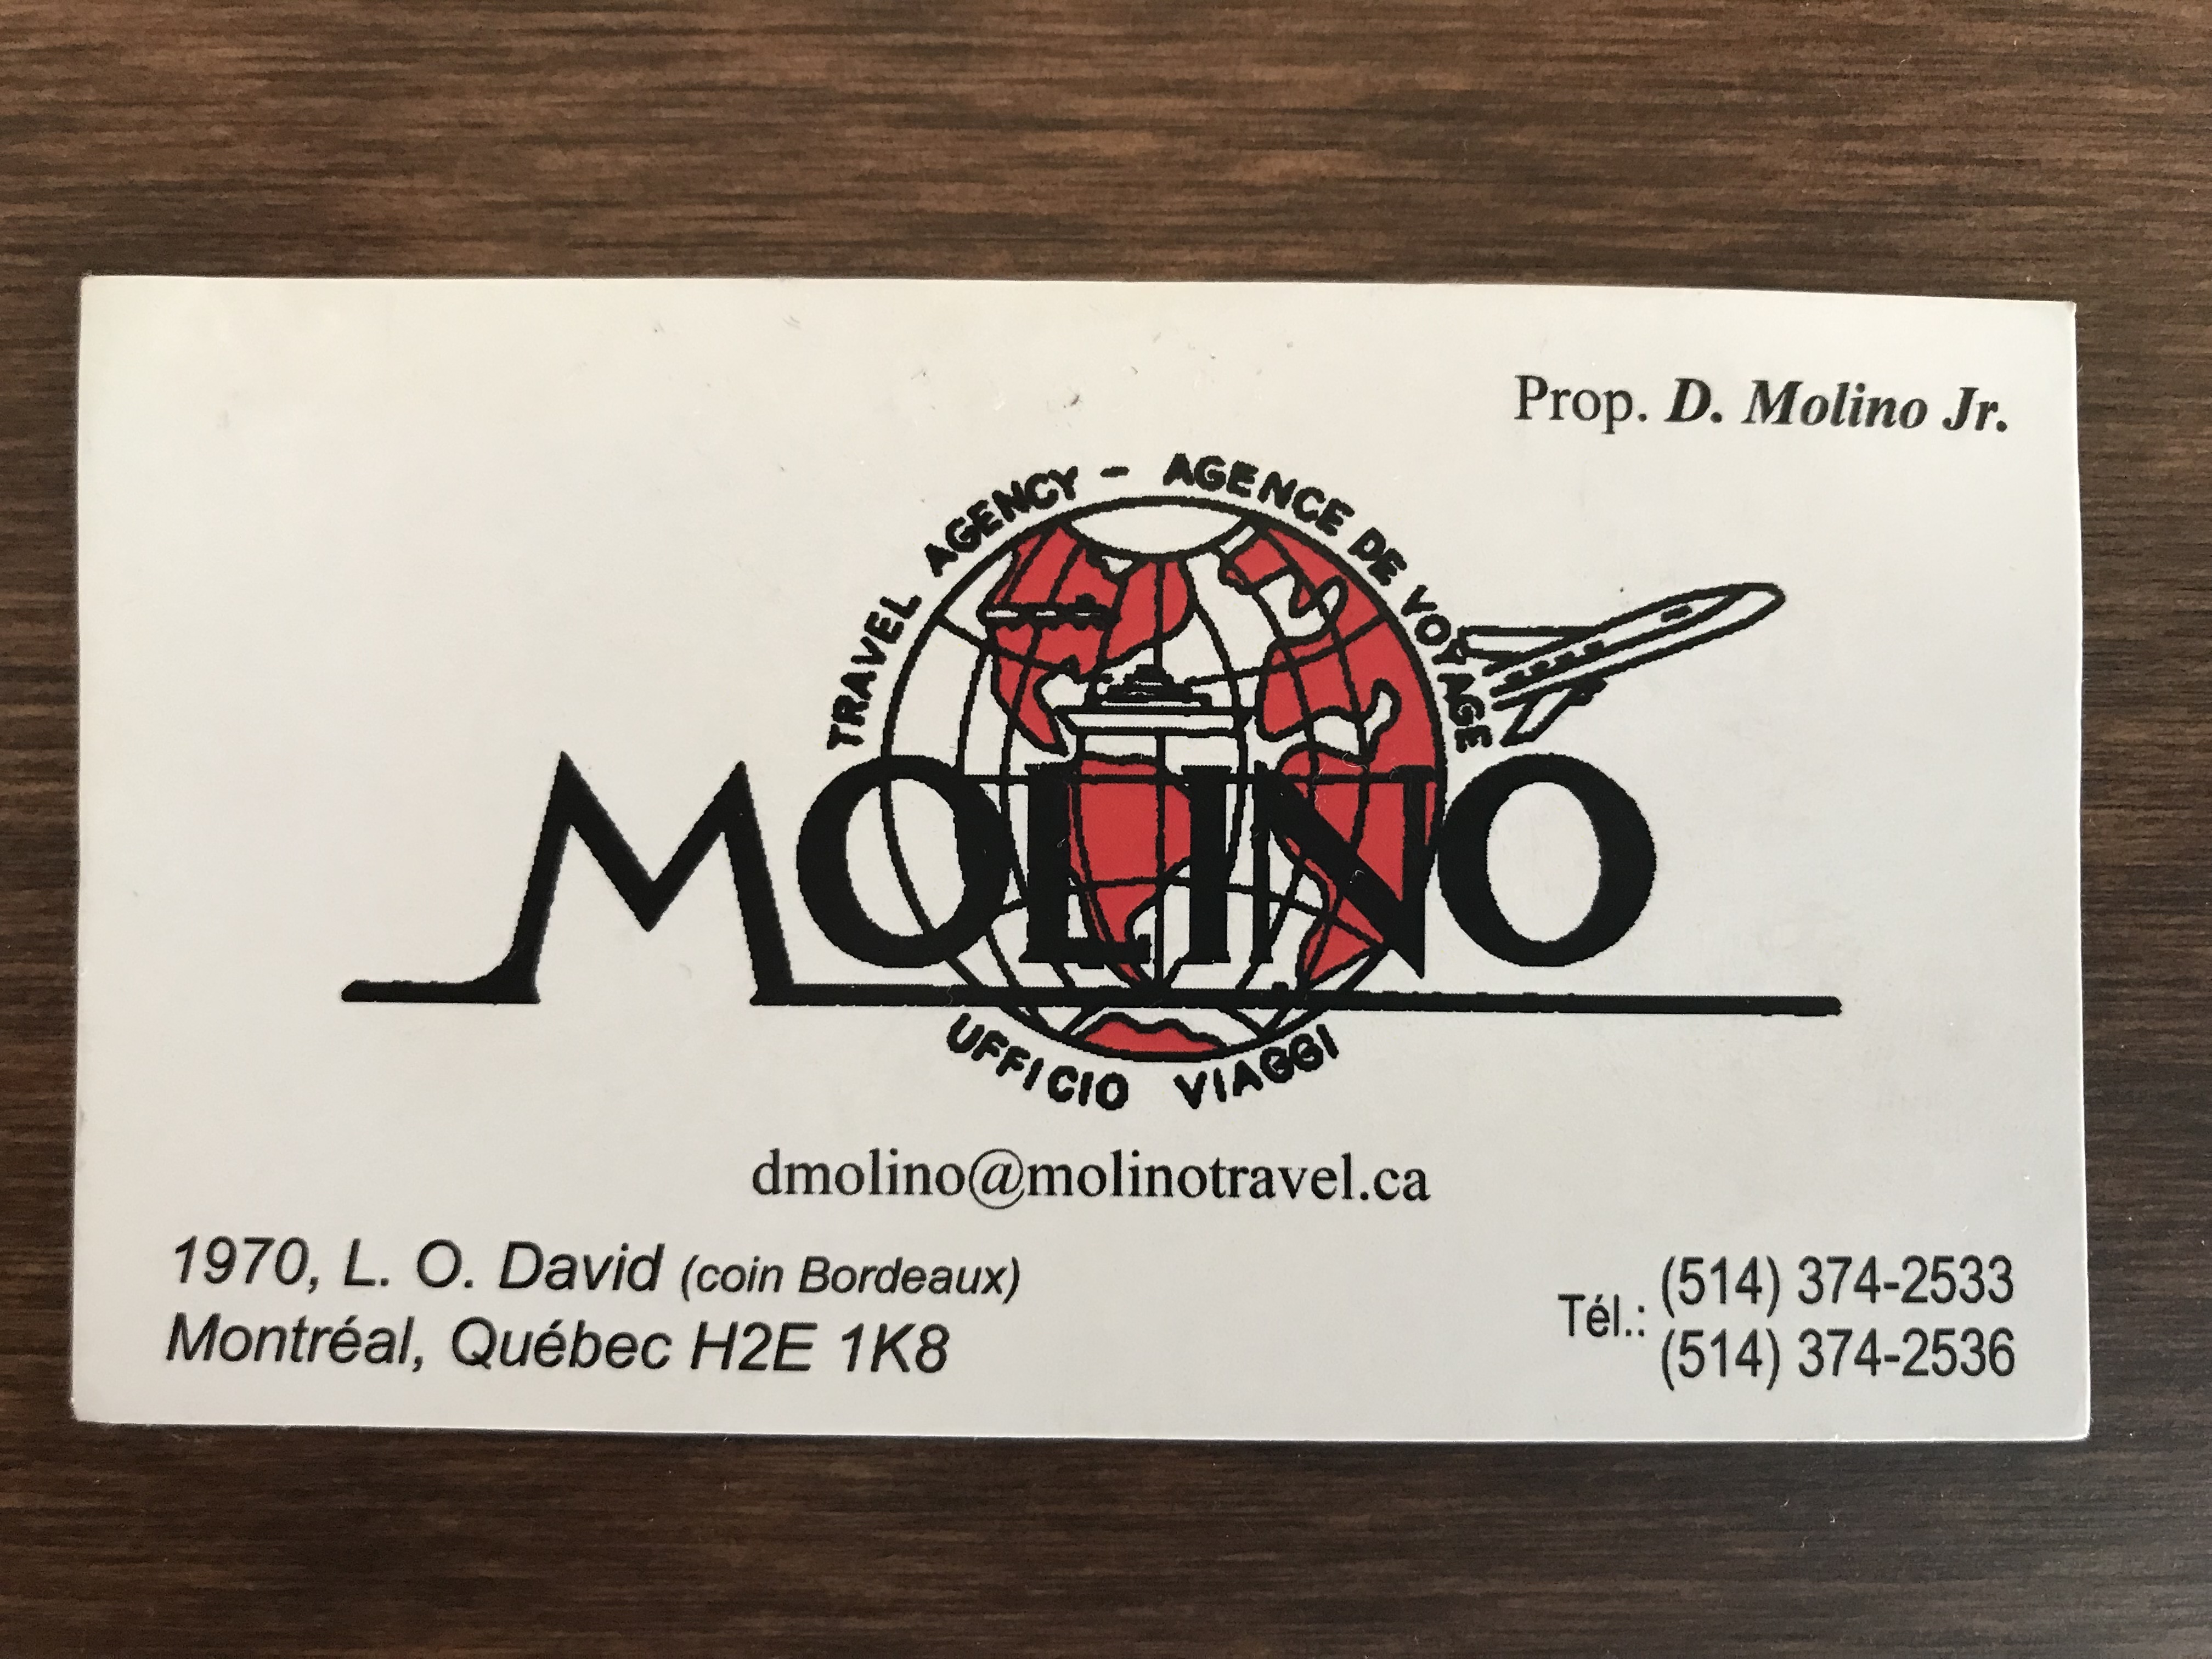 Prop. D. Molino Jr.
TRAVEL AGENCY - AGENCE DE VOYAGE
MOLINO
UFFICIO VIAGGI
dmolino@molinotravel.ca
1970, L. O. David (coin Bordeaux)
Montréal, Québec H2E 1K8
Tél.: (514) 374-2533
(514) 374-2536